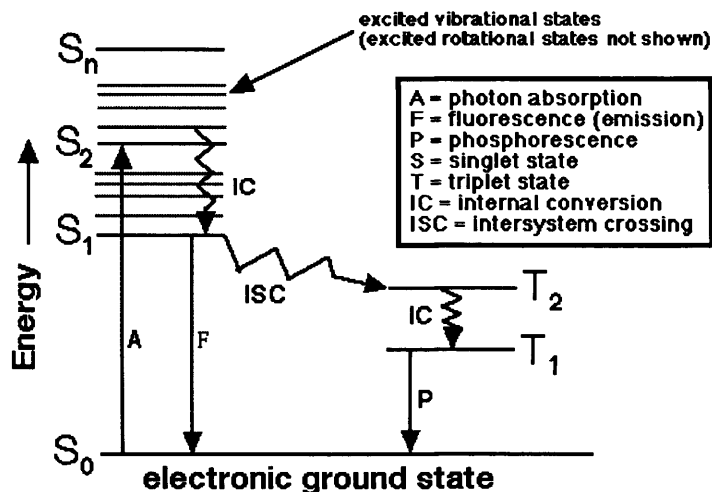 excited vibrational states
(excited rotational states not shown)
Sn
A = photon absorption
F = fluorescence (emission)
P = phosphorescence
S = singlet state
T = triplet state
IC = internal conversion
ISC = intersystem crossing
S2
IC
S1
ISC
T2
IC
T1
Energy
A
F
P
S0
electronic ground state